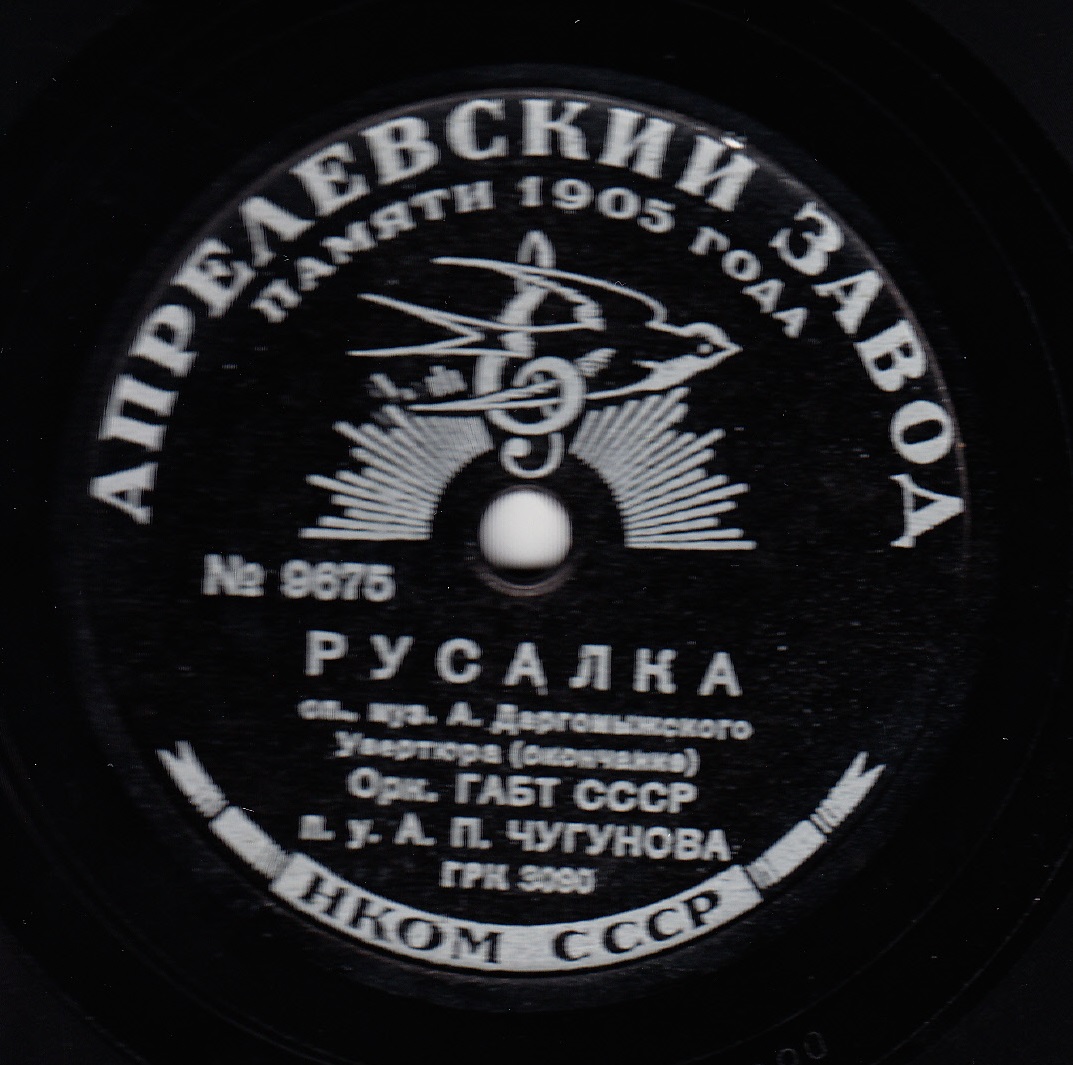 АПРЕЛЕВСКИЙ ЗАВОД
ПАМЯТИ 1905 ГОДА
№ 9675
РУСАЛКА
оп., муз. А. Даргомыжского
Увертюра (окончание)
Орк. ГАБТ СССР
п. у. А. П. ЧУГУНОВА
ГРК 3090
НКОМ СССР